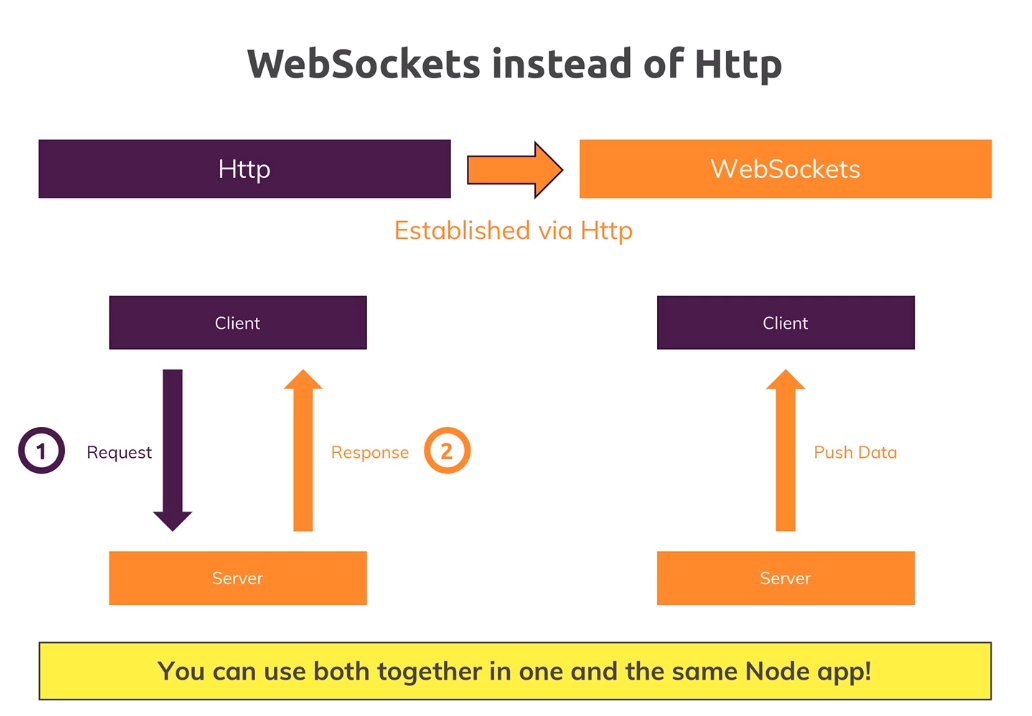 WebSockets instead of Http
Http
WebSockets
Established via Http
Client
Client
1
Request
Response
2
Push Data
Server
Server
You can use both together in one and the same Node app!